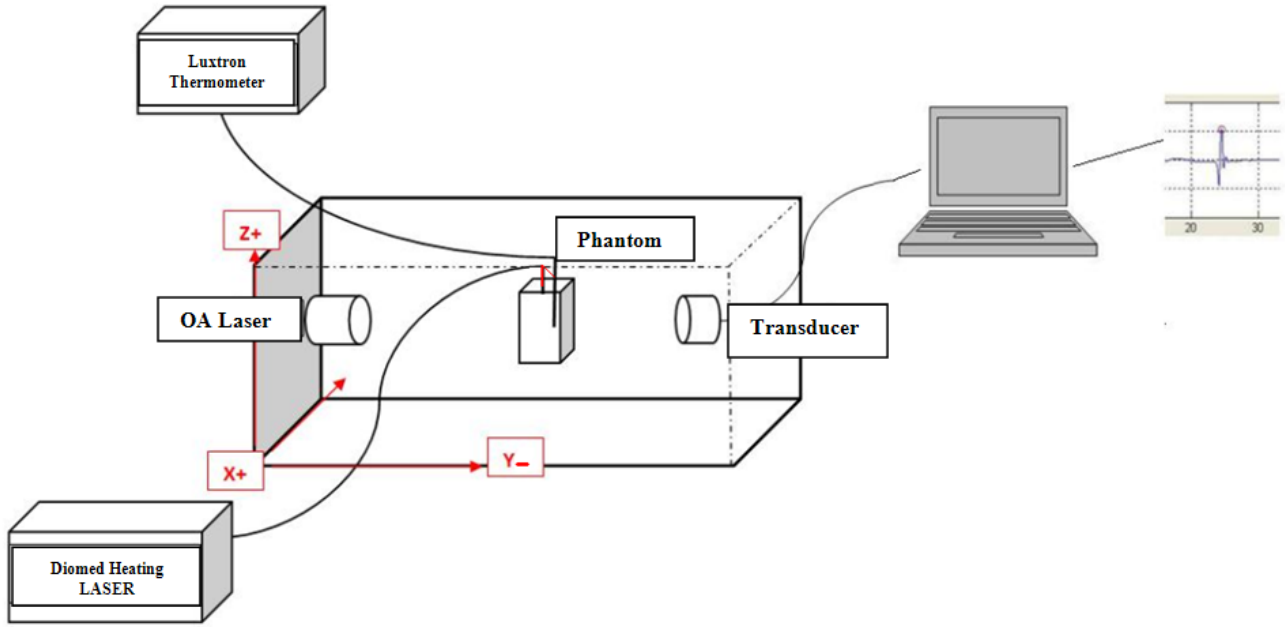 Luxtron
Thermometer
Z+
Phantom
OA Laser
Transducer
20 30
X+
Y-
Diomed Heating
LASER